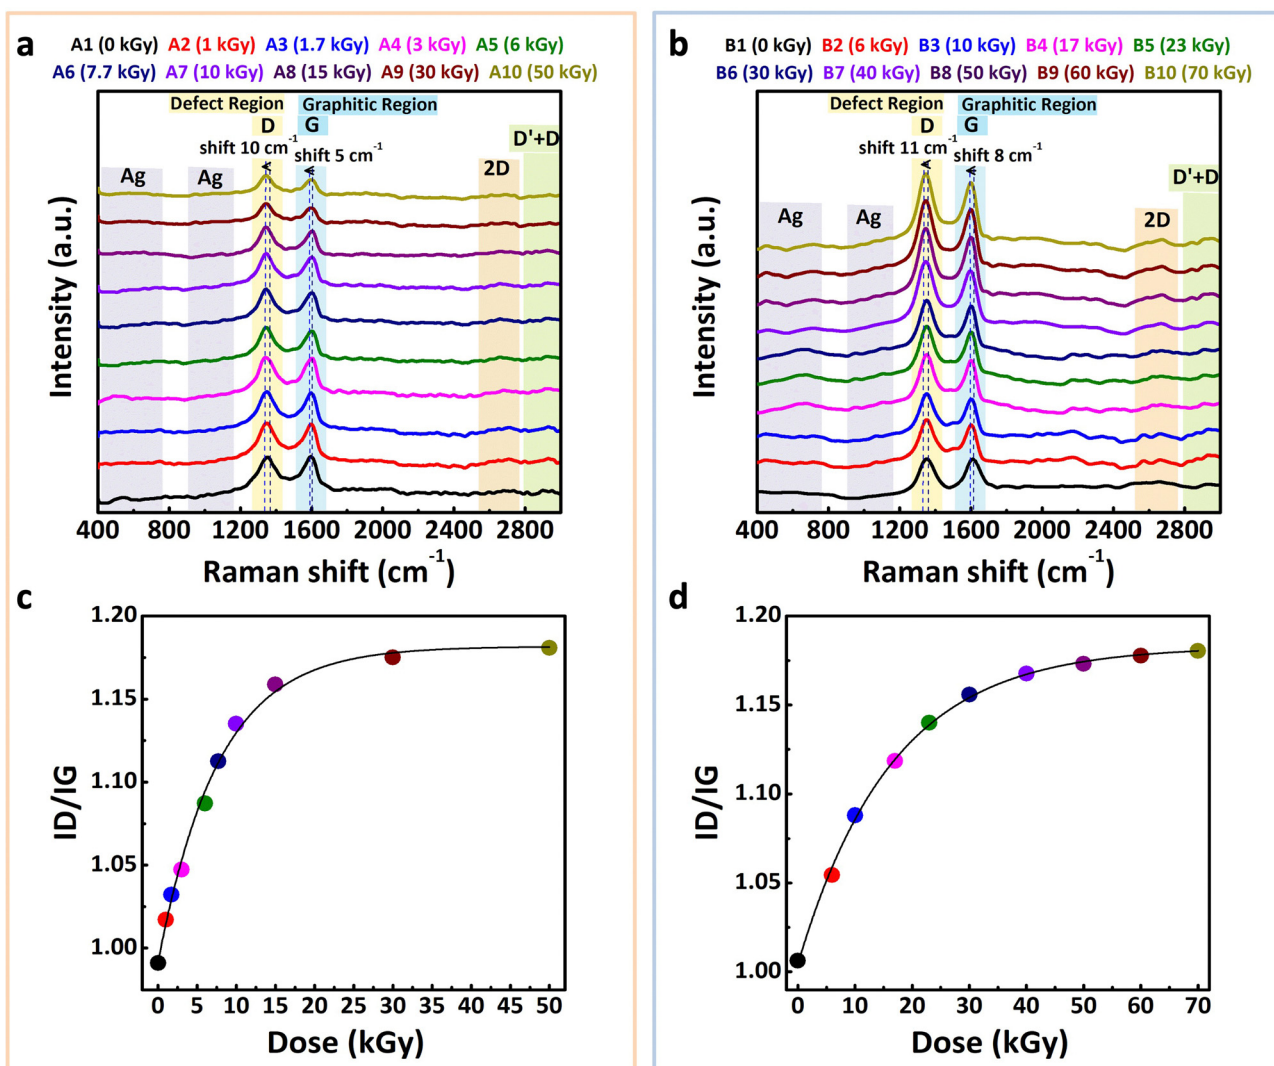 a
A1 (0 kGy) A2 (1 kGy) A3 (1.7 kGy) A4 (3 kGy) A5 (6 kGy)
A6 (7.7 kGy) A7 (10 kGy) A8 (15 kGy) A9 (30 kGy) A10 (50 kGy)
Defect Region Graphitic Region
D G
shift 10 cm⁻¹ shift 5 cm⁻¹
D'+D
2D
Ag Ag
Intensity (a.u.)
400 800 1200 1600 2000 2400 2800
Raman shift (cm⁻¹)
b
B1 (0 kGy) B2 (6 kGy) B3 (10 kGy) B4 (17 kGy) B5 (23 kGy)
B6 (30 kGy) B7 (40 kGy) B8 (50 kGy) B9 (60 kGy) B10 (70 kGy)
Defect Region Graphitic Region
D G
shift 11 cm⁻¹ shift 8 cm⁻¹
D'+D
2D
Ag Ag
Intensity (a.u.)
400 800 1200 1600 2000 2400 2800
Raman shift (cm⁻¹)
c
1.20
1.15
1.10
1.05
1.00
ID/IG
0 5 10 15 20 25 30 35 40 45 50
Dose (kGy)
d
1.20
1.15
1.10
1.05
1.00
ID/IG
0 10 20 30 40 50 60 70
Dose (kGy)